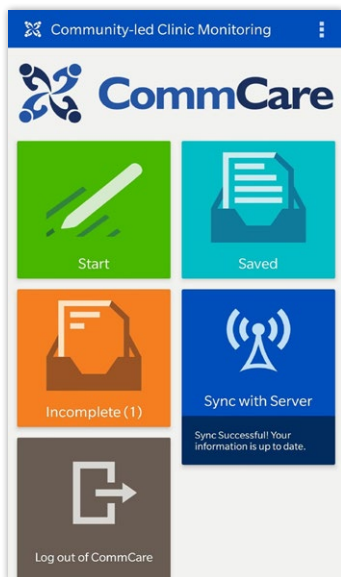 Community-led Clinic Monitoring
CommCare
Start
Saved
Incomplete (1)
Sync with Server
Sync Successful! Your
information is up to date.
Log out of CommCare